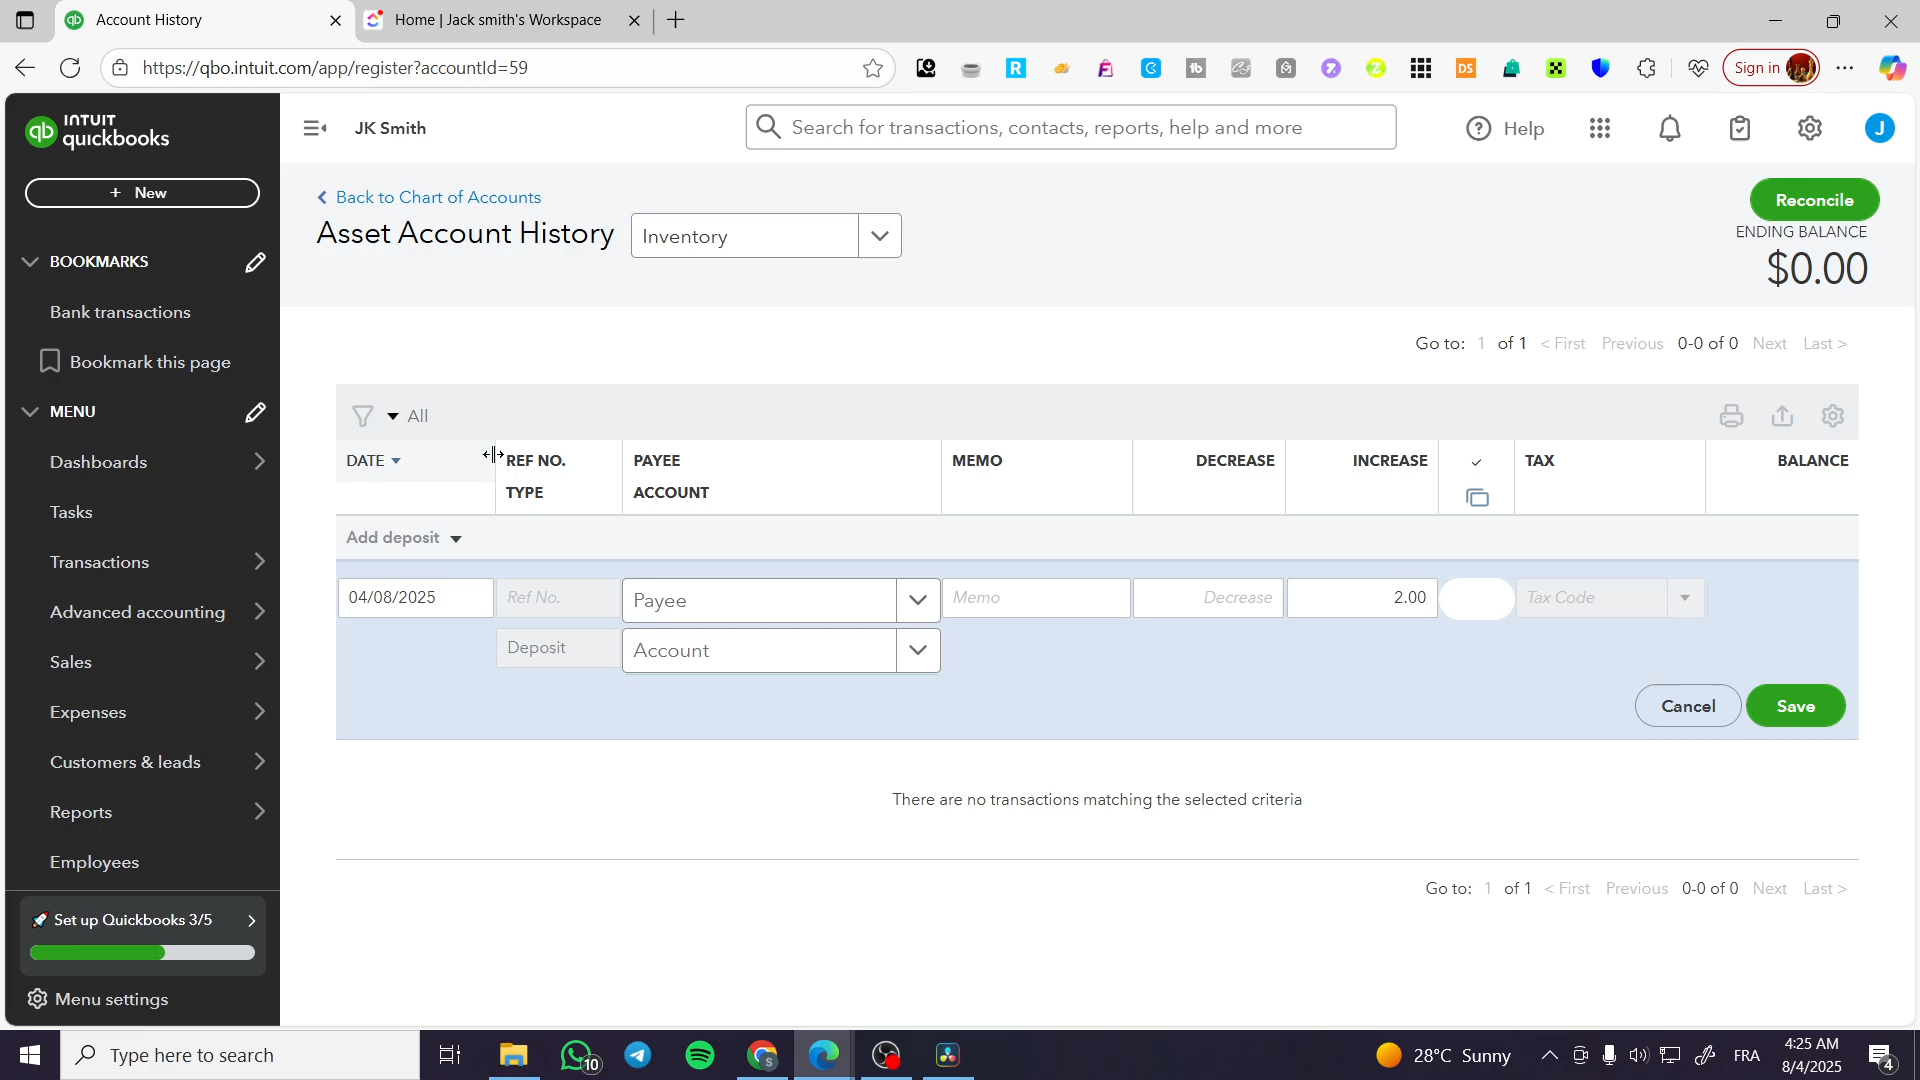 Account History
Home | Jack smith's Workspace
https://qbo.intuit.com/app/register?accountId=59
Sign in
INTUIT
quickbooks
JK Smith
Search for transactions, contacts, reports, help and more
Help
J
+ New
Back to Chart of Accounts
Asset Account History
Inventory
Reconcile
ENDING BALANCE
$0.00
BOOKMARKS
Bank transactions
Bookmark this page
MENU
Dashboards
Tasks
Transactions
Advanced accounting
Sales
Expenses
Customers & leads
Reports
Employees
Set up Quickbooks 3/5
Menu settings
Go to: 1 of 1 < First Previous 0-0 of 0 Next Last >
All
DATE REF NO. PAYEE MEMO DECREASE INCREASE TAX BALANCE
TYPE ACCOUNT
Add deposit
04/08/2025 Ref No. Payee Memo Decrease 2.00 Tax Code
Deposit Account
Cancel Save
There are no transactions matching the selected criteria
Go to: 1 of 1 < First Previous 0-0 of 0 Next Last >
Type here to search
10
28°C Sunny
FRA
4:25 AM
8/4/2025
4